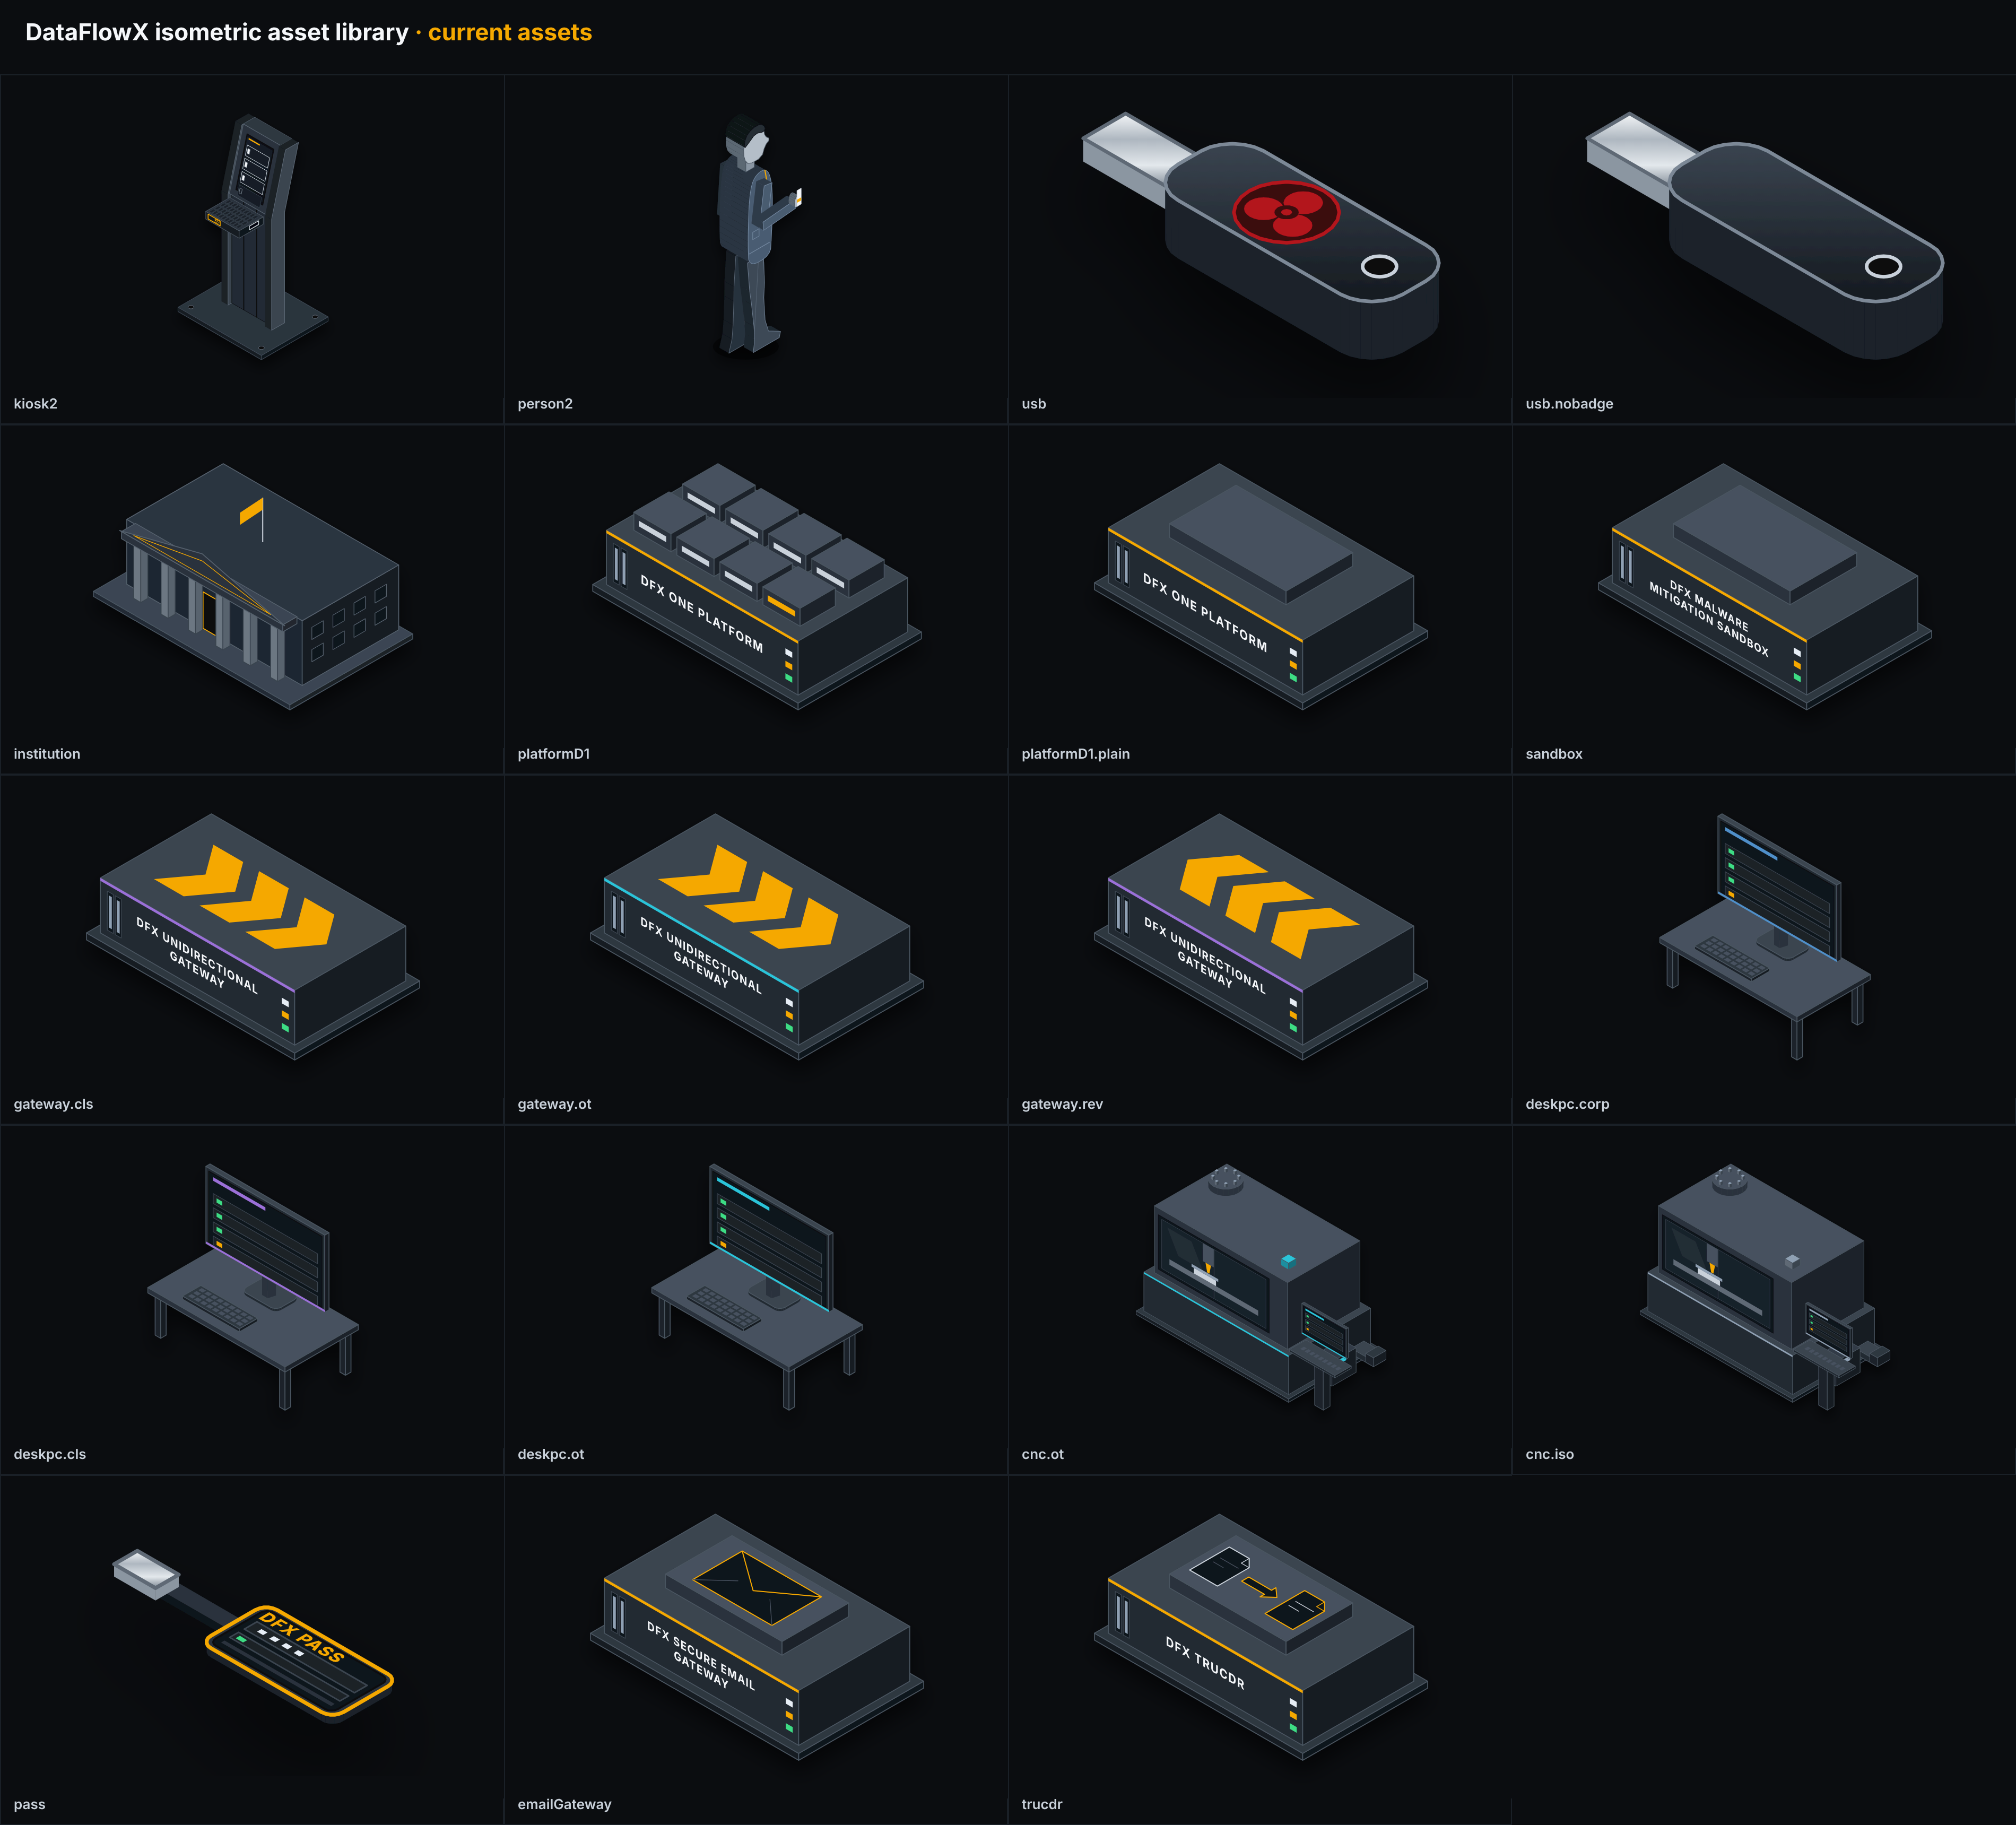 DataFlowX isometric asset library · current assets
kiosk2
person2
usb
usb.nobadge
DFX ONE PLATFORM
DFX ONE PLATFORM
DFX MALWARE
MITIGATION SANDBOX
institution
platformD1
platformD1.plain
sandbox
DFX UNIDIRECTIONAL
GATEWAY
DFX UNIDIRECTIONAL
GATEWAY
DFX UNIDIRECTIONAL
GATEWAY
gateway.cls
gateway.ot
gateway.rev
deskpc.corp
deskpc.cls
deskpc.ot
cnc.ot
cnc.iso
DFX PASS
DFX SECURE EMAIL
GATEWAY
DFX TRUCDR
pass
emailGateway
trucdr